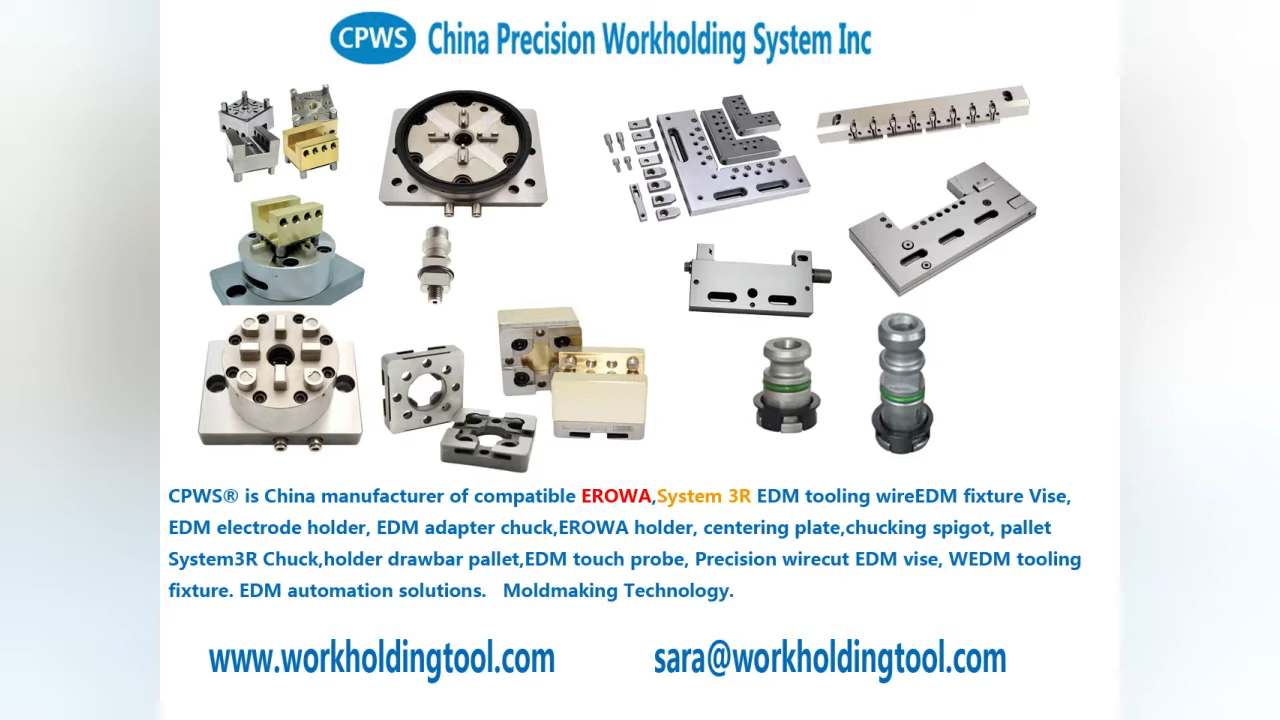 CPWS China Precision Workholding System Inc
CPWS® is China manufacturer of compatible EROWA,System 3R EDM tooling wireEDM fixture Vise,
EDM electrode holder, EDM adapter chuck,EROWA holder, centering plate,chucking spigot, pallet
System3R Chuck,holder drawbar pallet,EDM touch probe, Precision wirecut EDM vise, WEDM tooling
fixture. EDM automation solutions. Moldmaking Technology.
www.workholdingtool.com sara@workholdingtool.com